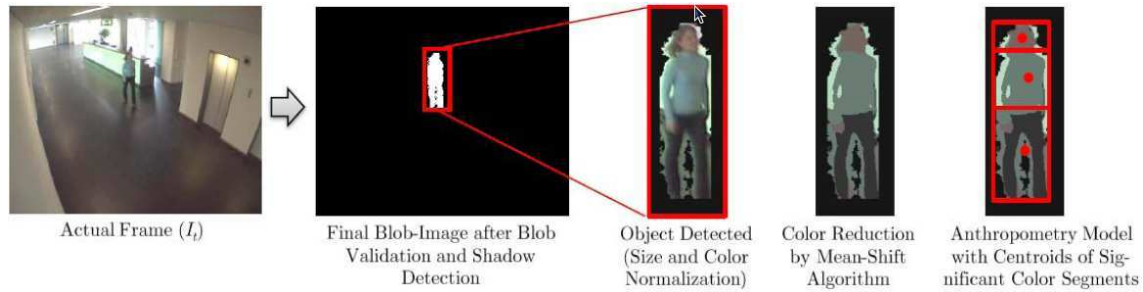 Actual Frame (I_t)
Final Blob-Image after Blob
Validation and Shadow
Detection
Object Detected
(Size and Color
Normalization)
Color Reduction
by Mean-Shift
Algorithm
Anthropometry Model
with Centroids of Sig-
nificant Color Segments